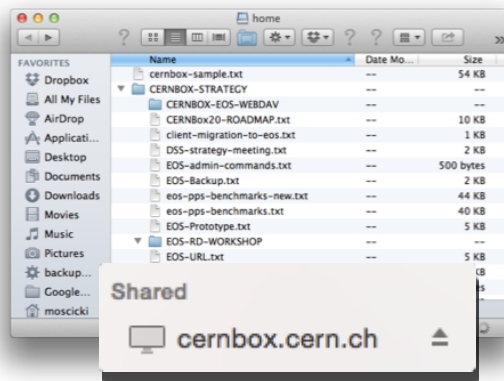 home
FAVORITES
Dropbox
All My Files
AirDrop
Applicati...
Desktop
Documents
Downloads
Movies
Music
Pictures
backup...
Google...
moscicki
Name Date Mo... Size
cernbox-sample.txt -- 54 KB
CERNBOX-STRATEGY -- --
CERNBOX-EOS-WEBDAV -- --
CERNBox20-ROADMAP.txt -- 10 KB
client-migration-to-eos.txt -- 1 KB
DSS-strategy-meeting.txt -- 2 KB
EOS-admin-commands.txt -- 500 bytes
EOS-Backup.txt -- 2 KB
eos-pps-benchmarks-new.txt -- 44 KB
eos-pps-benchmarks.txt -- 40 KB
EOS-Prototype.txt -- 5 KB
EOS-RD-WORKSHOP -- --
EOS-URL.txt -- 5 KB
KB
Shared
cernbox.cern.ch